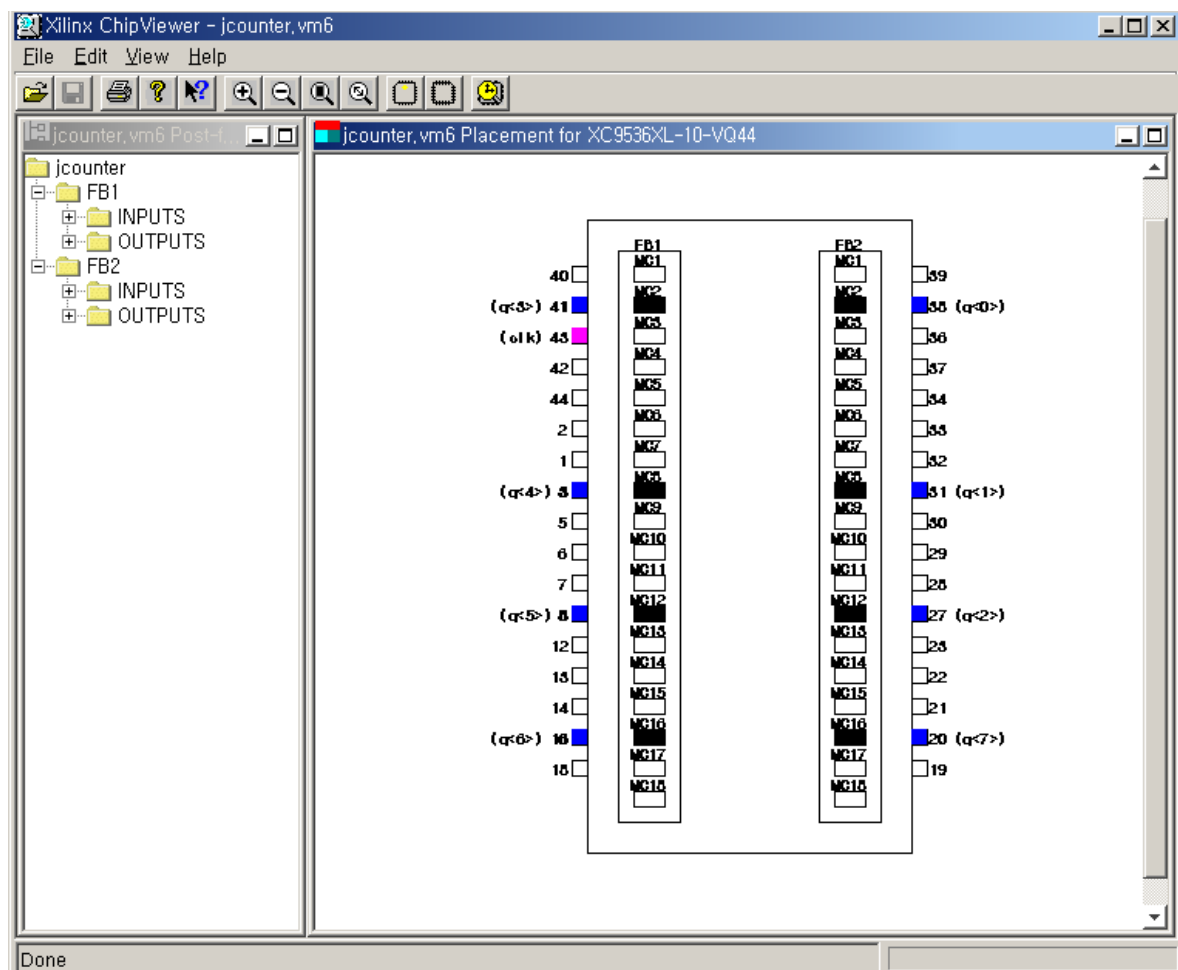 Xilinx ChipViewer - jcounter,vm6
File Edit View Help
jcounter,vm6 Post-f...
jcounter
FB1
INPUTS
OUTPUTS
FB2
INPUTS
OUTPUTS
jcounter,vm6 Placement for XC9536XL-10-VQ44
FB1 FB2
40 MC1 MC1 39
(q<3>) 41 MC2 MC2 38 (q<0>)
(clk) 43 MC3 MC3 36
42 MC4 MC4 37
44 MC5 MC5 34
2 MC6 MC6 33
1 MC7 MC7 32
(q<4>) 3 MC8 MC8 31 (q<1>)
5 MC9 MC9 30
6 MC10 MC10 29
7 MC11 MC11 28
(q<5>) 8 MC12 MC12 27 (q<2>)
12 MC13 MC13 23
13 MC14 MC14 22
14 MC15 MC15 21
(q<6>) MC16 MC16 20 (q<7>)
MC17 MC17 19
MC18 MC18
Done